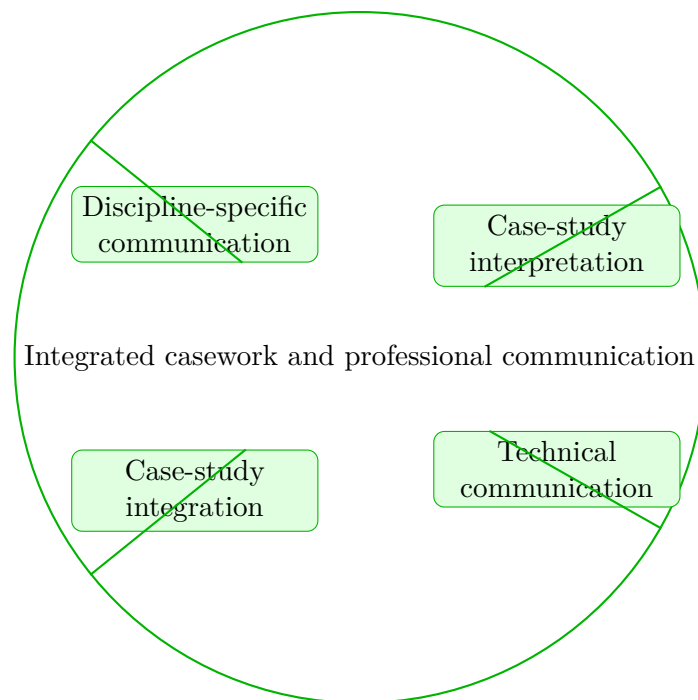 Discipline-specific
communication
Case-study
interpretation
Integrated casework and professional communication
Case-study
integration
Technical
communication